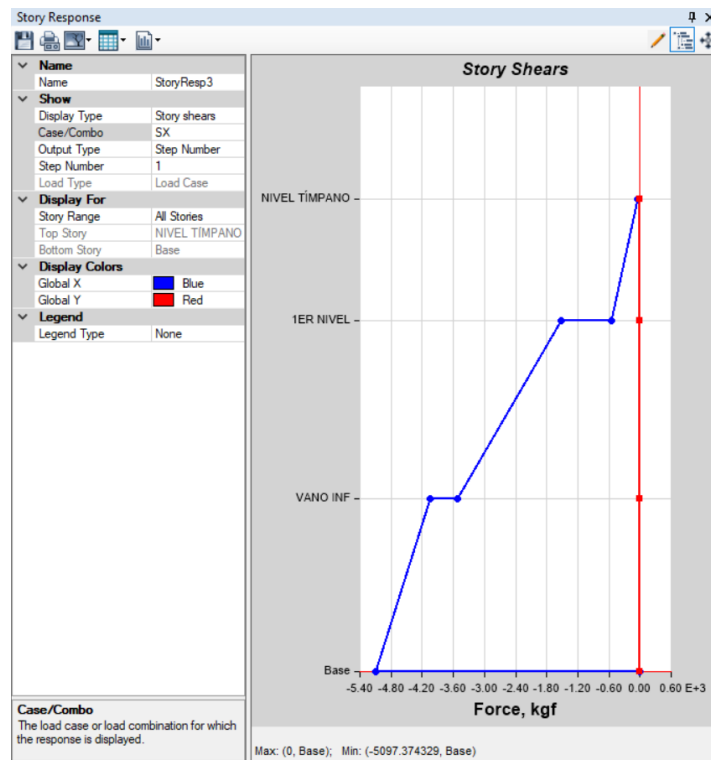 Story Response
Name
Name StoryResp3
Show
Display Type Story shears
Case/Combo SX
Output Type Step Number
Step Number 1
Load Type Load Case
Display For
Story Range All Stories
Top Story NIVEL TÌMPANO
Bottom Story Base
Display Colors
Global X Blue
Global Y Red
Legend
Legend Type None
Case/Combo
The load case or load combination for which
the response is displayed.
Story Shears
NIVEL TÌMPANO
1ER NIVEL
VANO INF
Base
-5.40 -4.80 -4.20 -3.60 -3.00 -2.40 -1.80 -1.20 -0.60 0.00 0.60 E+3
Force, kgf
Max: (0, Base); Min: (-5097.374329, Base)